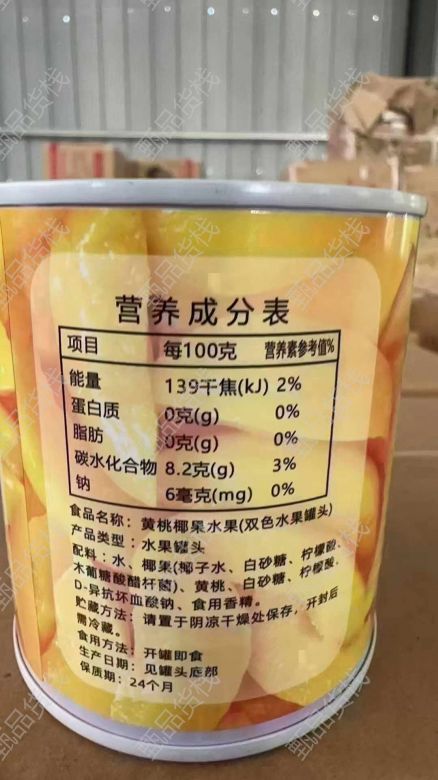 营养成分表
项目 每100克 营养素参考值%
能量 139千焦(kJ) 2%
蛋白质 0克(g) 0%
脂肪 0克(g) 0%
碳水化合物 8.2克(g) 3%
钠 6毫克(mg) 0%
食品名称：黄桃椰果水果(双色水果罐头)
产品类型：水果罐头
配料：水、椰果(椰子水、白砂糖、柠檬酸、
木葡糖酸醋杆菌)、黄桃、白砂糖、柠檬酸、
D-异抗坏血酸钠、食用香精。
贮藏方法：请置于阴凉干燥处保存，开封后
需冷藏。
食用方法：开罐即食
生产日期：见罐头底部
保质期：24个月
甄品货栈